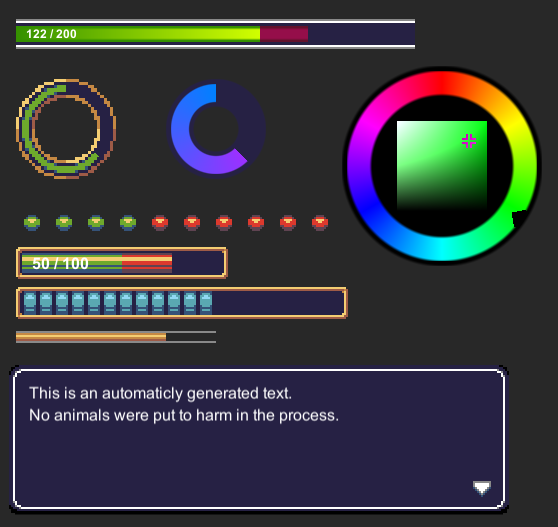 122 / 200
50 / 100
This is an automaticly generated text.
No animals were put to harm in the process.